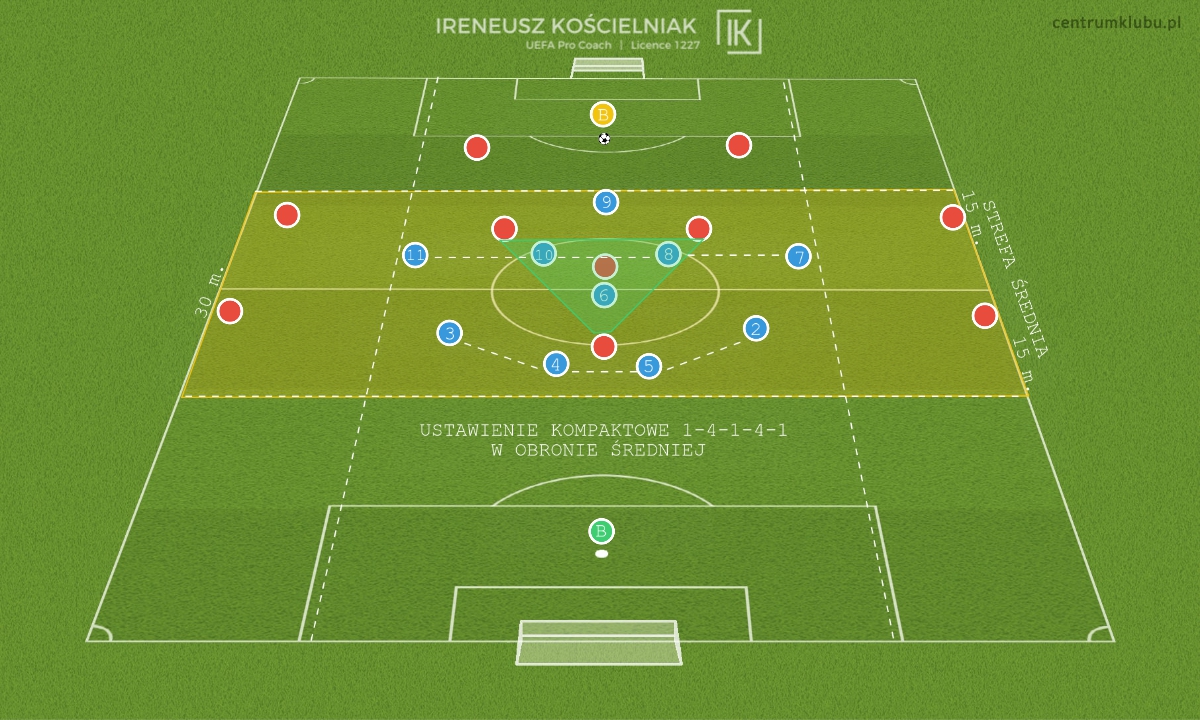 IRENEUSZ KOŚCIELNIAK IK
UEFA Pro Coach | Licence 1227
centrumklubu.pl
B
9
11
10
8
7
6
3
2
4
5
15 m.
STREFA ŚREDNIA
30 m.
15 m.
USTAWIENIE KOMPAKTOWE 1-4-1-4-1
W OBRONIE ŚREDNIEJ
B